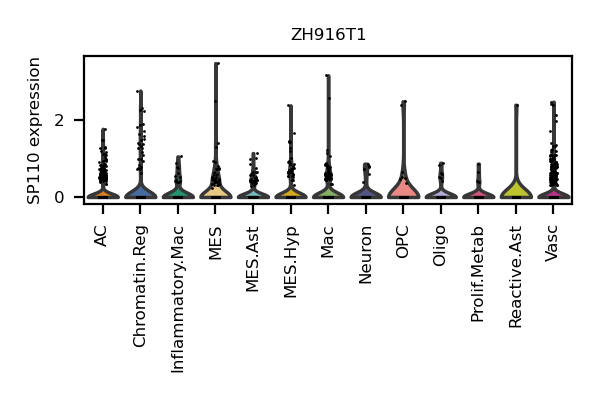 ZH916T1
SP110 expression
2
0
AC
Chromatin.Reg
Inflammatory.Mac
MES
MES.Ast
MES.Hyp
Mac
Neuron
OPC
Oligo
Prolif.Metab
Reactive.Ast
Vasc